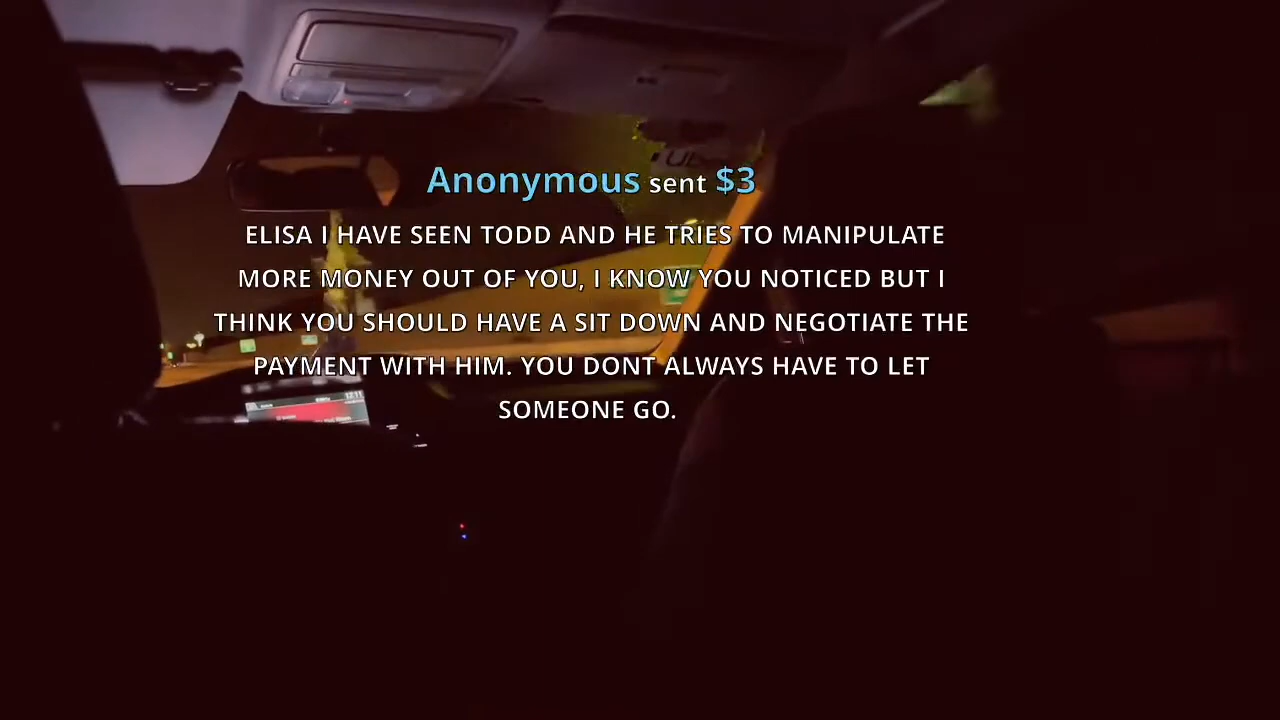 Anonymous sent $3
ELISA I HAVE SEEN TODD AND HE TRIES TO MANIPULATE
MORE MONEY OUT OF YOU, I KNOW YOU NOTICED BUT I
THINK YOU SHOULD HAVE A SIT DOWN AND NEGOTIATE THE
PAYMENT WITH HIM. YOU DONT ALWAYS HAVE TO LET
SOMEONE GO.